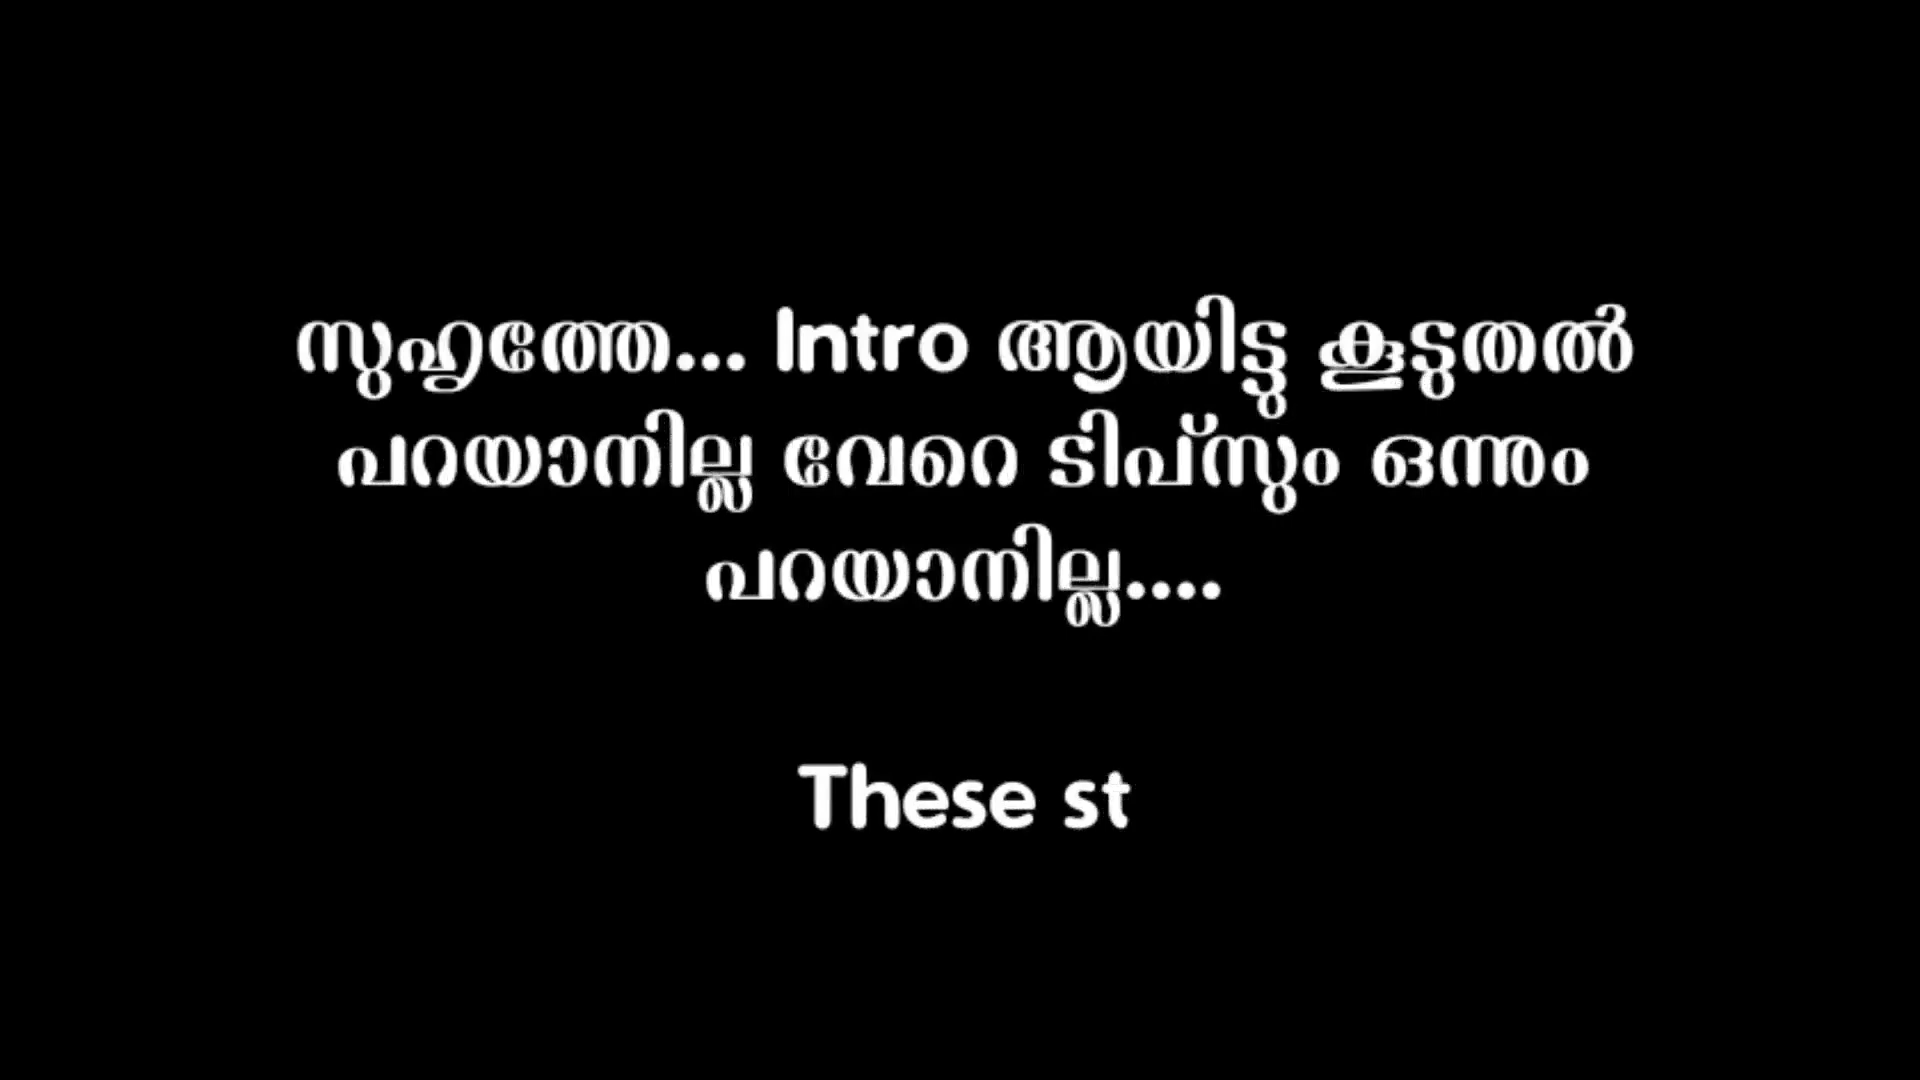 സുഹൃത്തേ... Intro ആയിട്ടു കൂടുതൽ
പറയാനില്ല വേറെ ടിപ്സും ഒന്നും
പറയാനില്ല....
These st